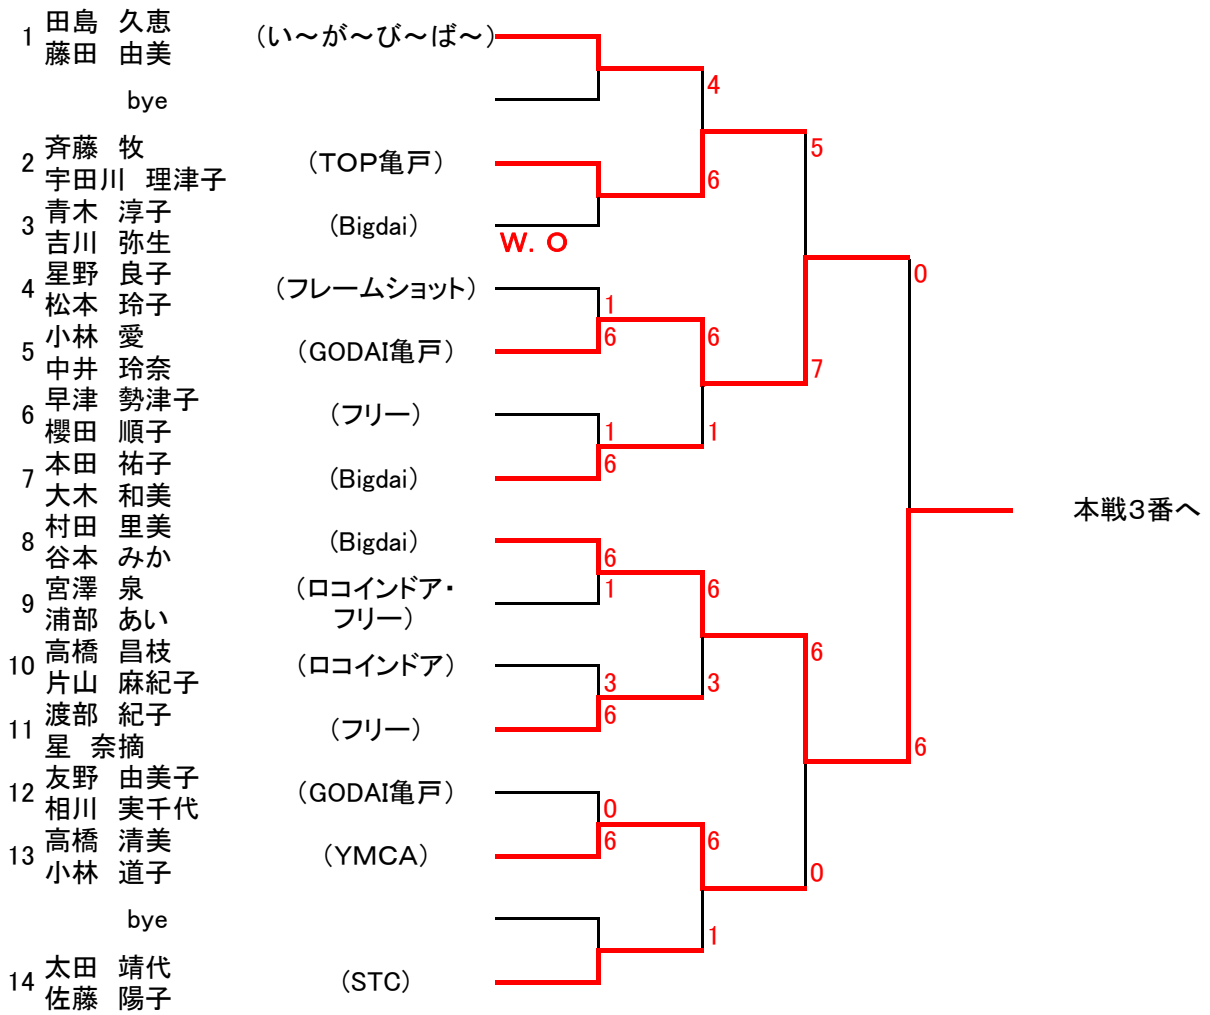 1 田島　久恵
藤田　由美
(い～が～び～ば～)
bye
4
2 斉藤　牧
宇田川　理津子
(TOP亀戸)
5
6
3 青木　淳子
吉川　弥生
(Bigdai)
W. O
4 星野　良子
松本　玲子
(フレームショット)
0
1
5 小林　愛
中井　玲奈
(GODAI亀戸)
6
6
7
6 早津　勢津子
櫻田　順子
(フリー)
1
1
7 本田　祐子
大木　和美
(Bigdai)
6
本戦3番へ
8 村田　里美
谷本　みか
(Bigdai)
6
9 宮澤　泉
浦部　あい
(ロコインドア・
フリー)
1
6
10 高橋　昌枝
片山　麻紀子
(ロコインドア)
6
3
3
11 渡部　紀子
星　奈摘
(フリー)
6
6
12 友野　由美子
相川　実千代
(GODAI亀戸)
0
13 高橋　清美
小林　道子
(YMCA)
6
6
0
bye
1
14 太田　靖代
佐藤　陽子
(STC)